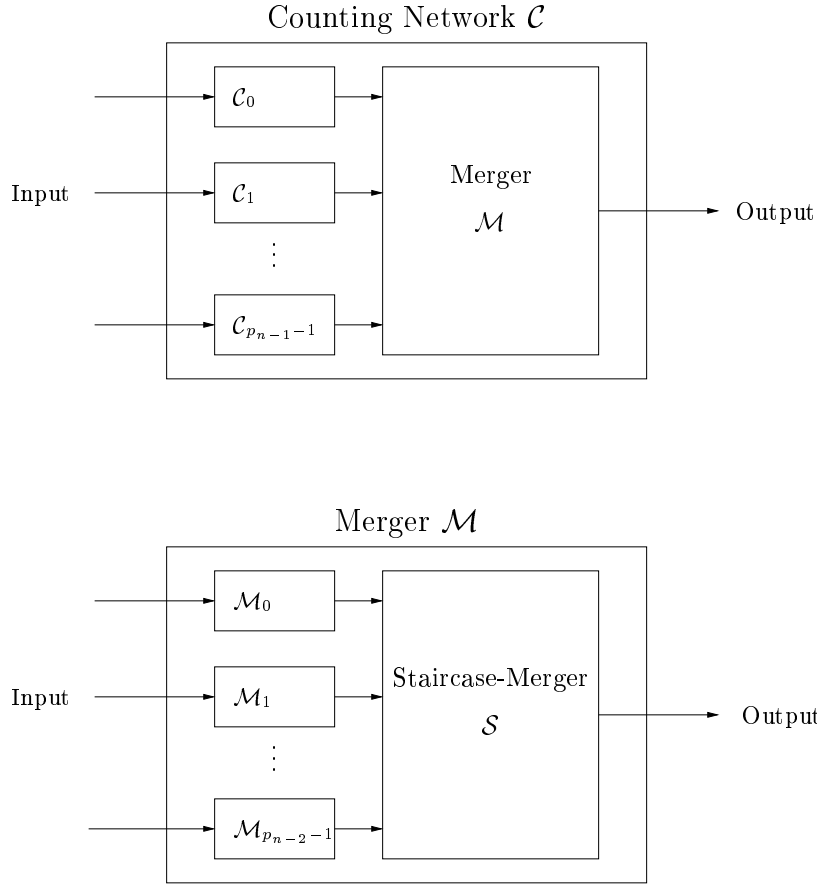 Counting Network 𝒞
𝒞₀
Input
𝒞₁
⋮
𝒞_{p_{n-1}-1}
Merger
ℳ
Output
Merger ℳ
ℳ₀
Input
ℳ₁
⋮
ℳ_{p_{n-2}-1}
Staircase-Merger
𝒮
Output